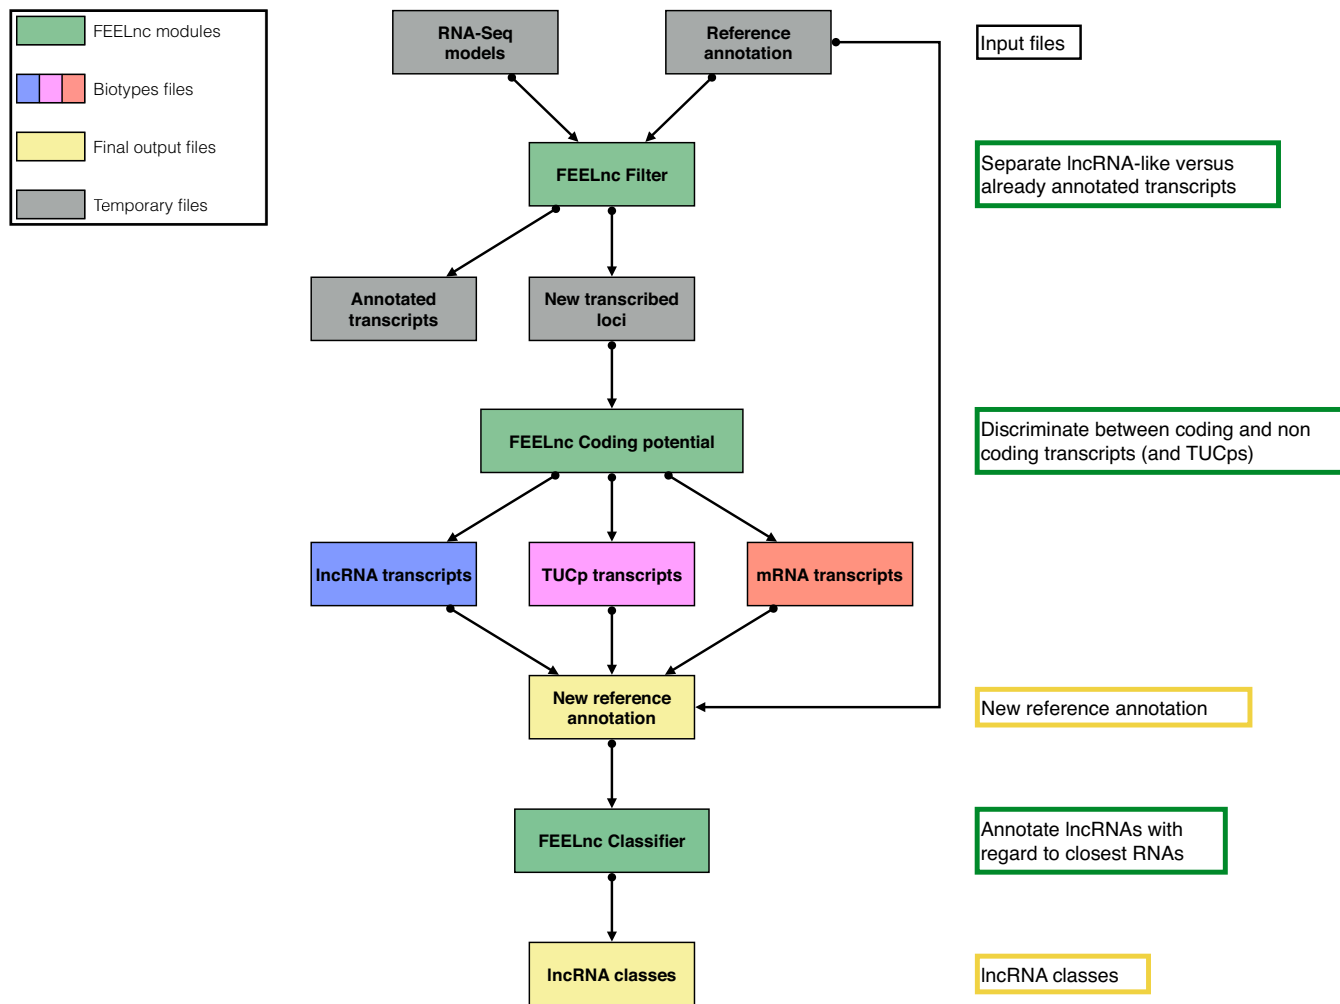 FEELnc modules
Biotypes files
Final output files
Temporary files
RNA-Seq
models
Reference
annotation
Input files
FEELnc Filter
Separate lncRNA-like versus
already annotated transcripts
Annotated
transcripts
New transcribed
loci
FEELnc Coding potential
Discriminate between coding and non
coding transcripts (and TUCps)
lncRNA transcripts
TUCp transcripts
mRNA transcripts
New reference
annotation
New reference annotation
FEELnc Classifier
Annotate lncRNAs with
regard to closest RNAs
lncRNA classes
lncRNA classes